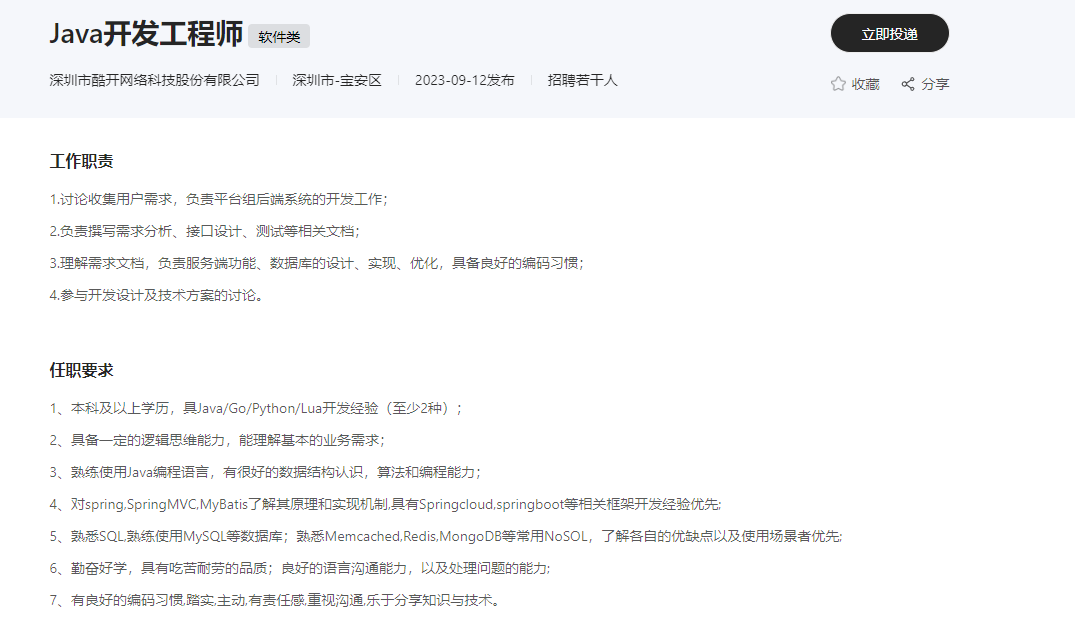 Java开发工程师 软件类
立即投递
深圳市酷开网络科技股份有限公司 深圳市-宝安区 2023-09-12发布 招聘若干人
收藏 分享
工作职责
1.讨论收集用户需求，负责平台组后端系统的开发工作；
2.负责撰写需求分析、接口设计、测试等相关文档；
3.理解需求文档，负责服务端功能、数据库的设计、实现、优化，具备良好的编码习惯；
4.参与开发设计及技术方案的讨论。
任职要求
1、本科及以上学历，具Java/Go/Python/Lua开发经验（至少2种）；
2、具备一定的逻辑思维能力，能理解基本的业务需求；
3、熟练使用Java编程语言，有很好的数据结构认识，算法和编程能力；
4、对spring,SpringMVC,MyBatis了解其原理和实现机制,具有Springcloud,springboot等相关框架开发经验优先;
5、熟悉SQL,熟练使用MySQL等数据库；熟悉Memcached,Redis,MongoDB等常用NoSOL，了解各自的优缺点以及使用场景者优先;
6、勤奋好学，具有吃苦耐劳的品质；良好的语言沟通能力，以及处理问题的能力;
7、有良好的编码习惯,踏实,主动,有责任感,重视沟通,乐于分享知识与技术。